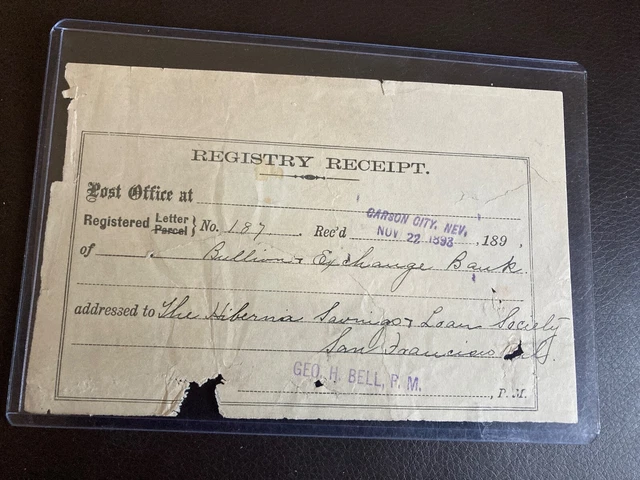 REGISTRY RECEIPT.
Post Office at
Registered Letter Parcel } No. 187. Rec'd CARSON CITY, NEV. NOV 22 1893, 189 ,
of Bullion & Exchange Bank
addressed to The Hibernia Savings & Loan Society
San Francisco Cal.
GEO. H. BELL, P. M.
, P. M.